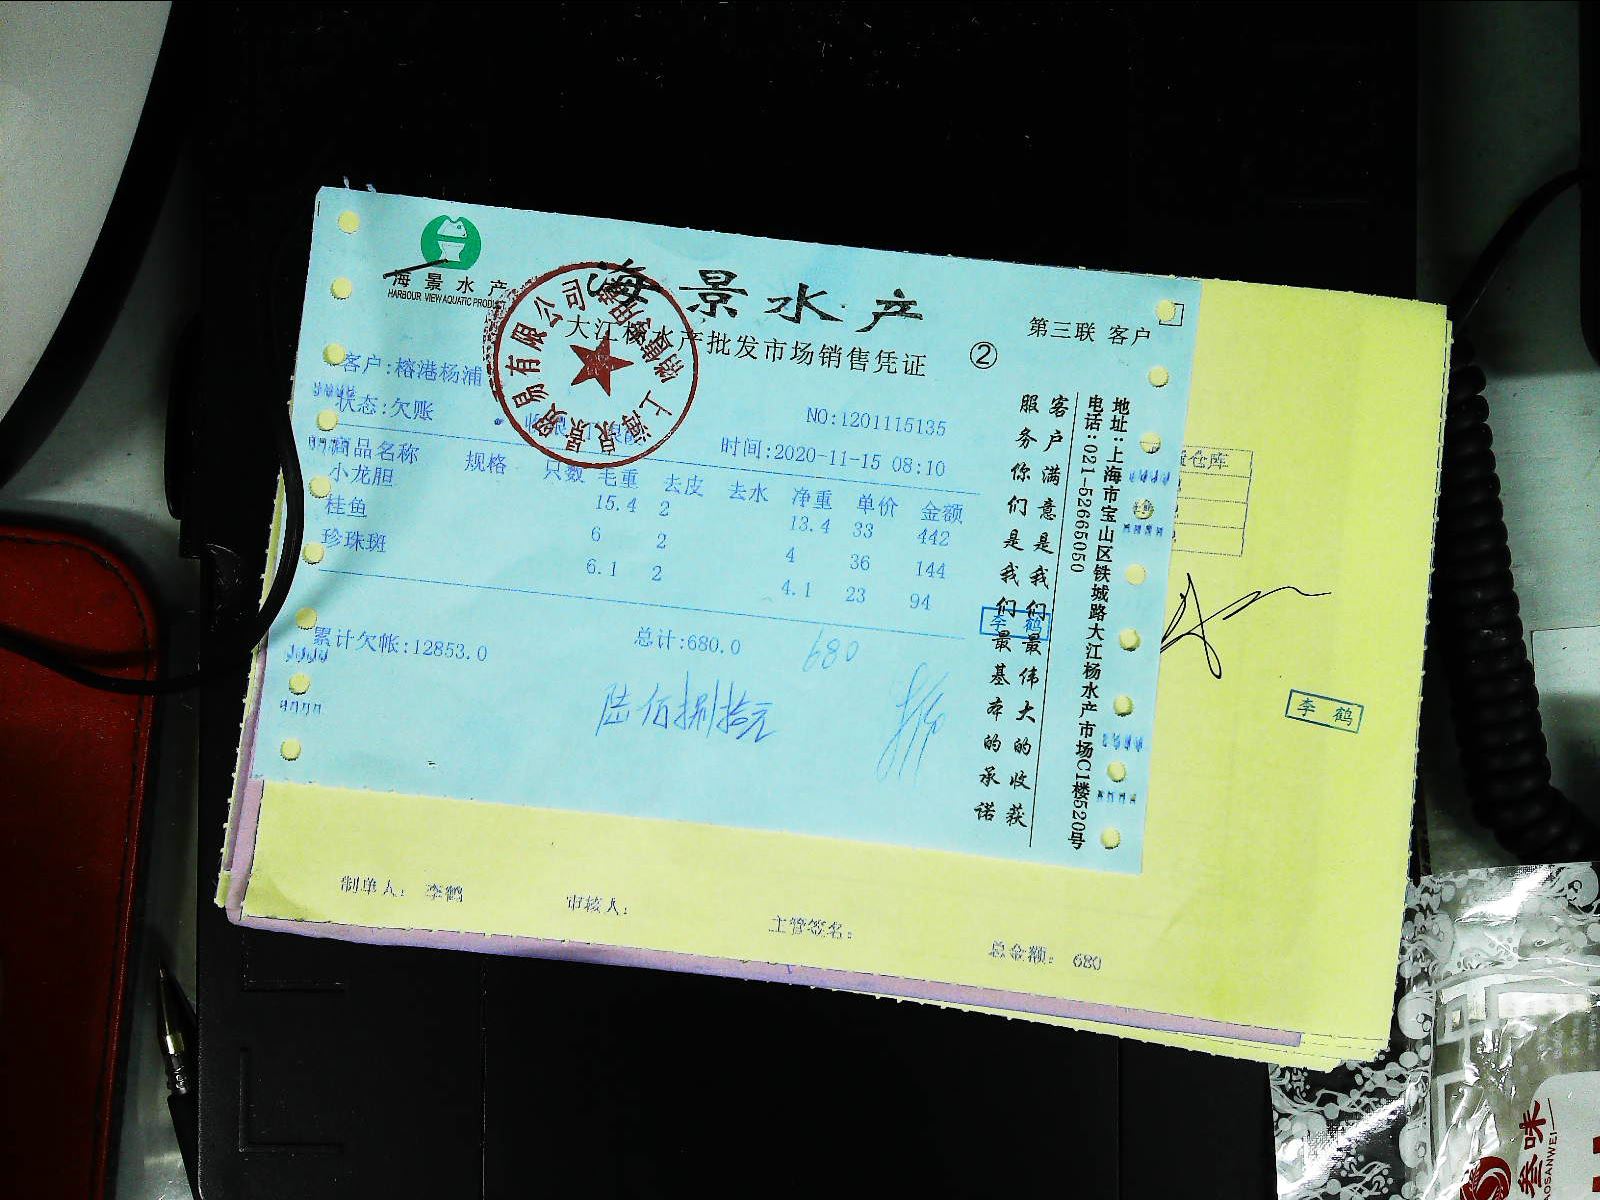 海景水产
HARBOUR VIEW AQUATIC PRODUCT
海景水产
大江杨水产批发市场销售凭证
②
第三联 客户
客户:榕港杨浦
状态:欠账
NO:1201115135
时间:2020-11-15 08:10
商品名称 规格 只数 毛重 去皮 去水 净重 单价 金额
小龙胆 15.4 2 13.4 33 442
桂鱼 6 2 4 36 144
珍珠斑 6.1 2 4.1 23 94
累计欠帐:12853.0 总计:680.0 680
陆佰捌拾元
客户满意是我们最伟大的收获
服务你们是我们最基本的承诺
地址:上海市宝山区铁城路大江杨水产市场C1楼520号
电话:021-52665050
李鹤
仓库
李鹤
制单人: 李鹤 审核人: 主管签名: 总金额: 680
叁味